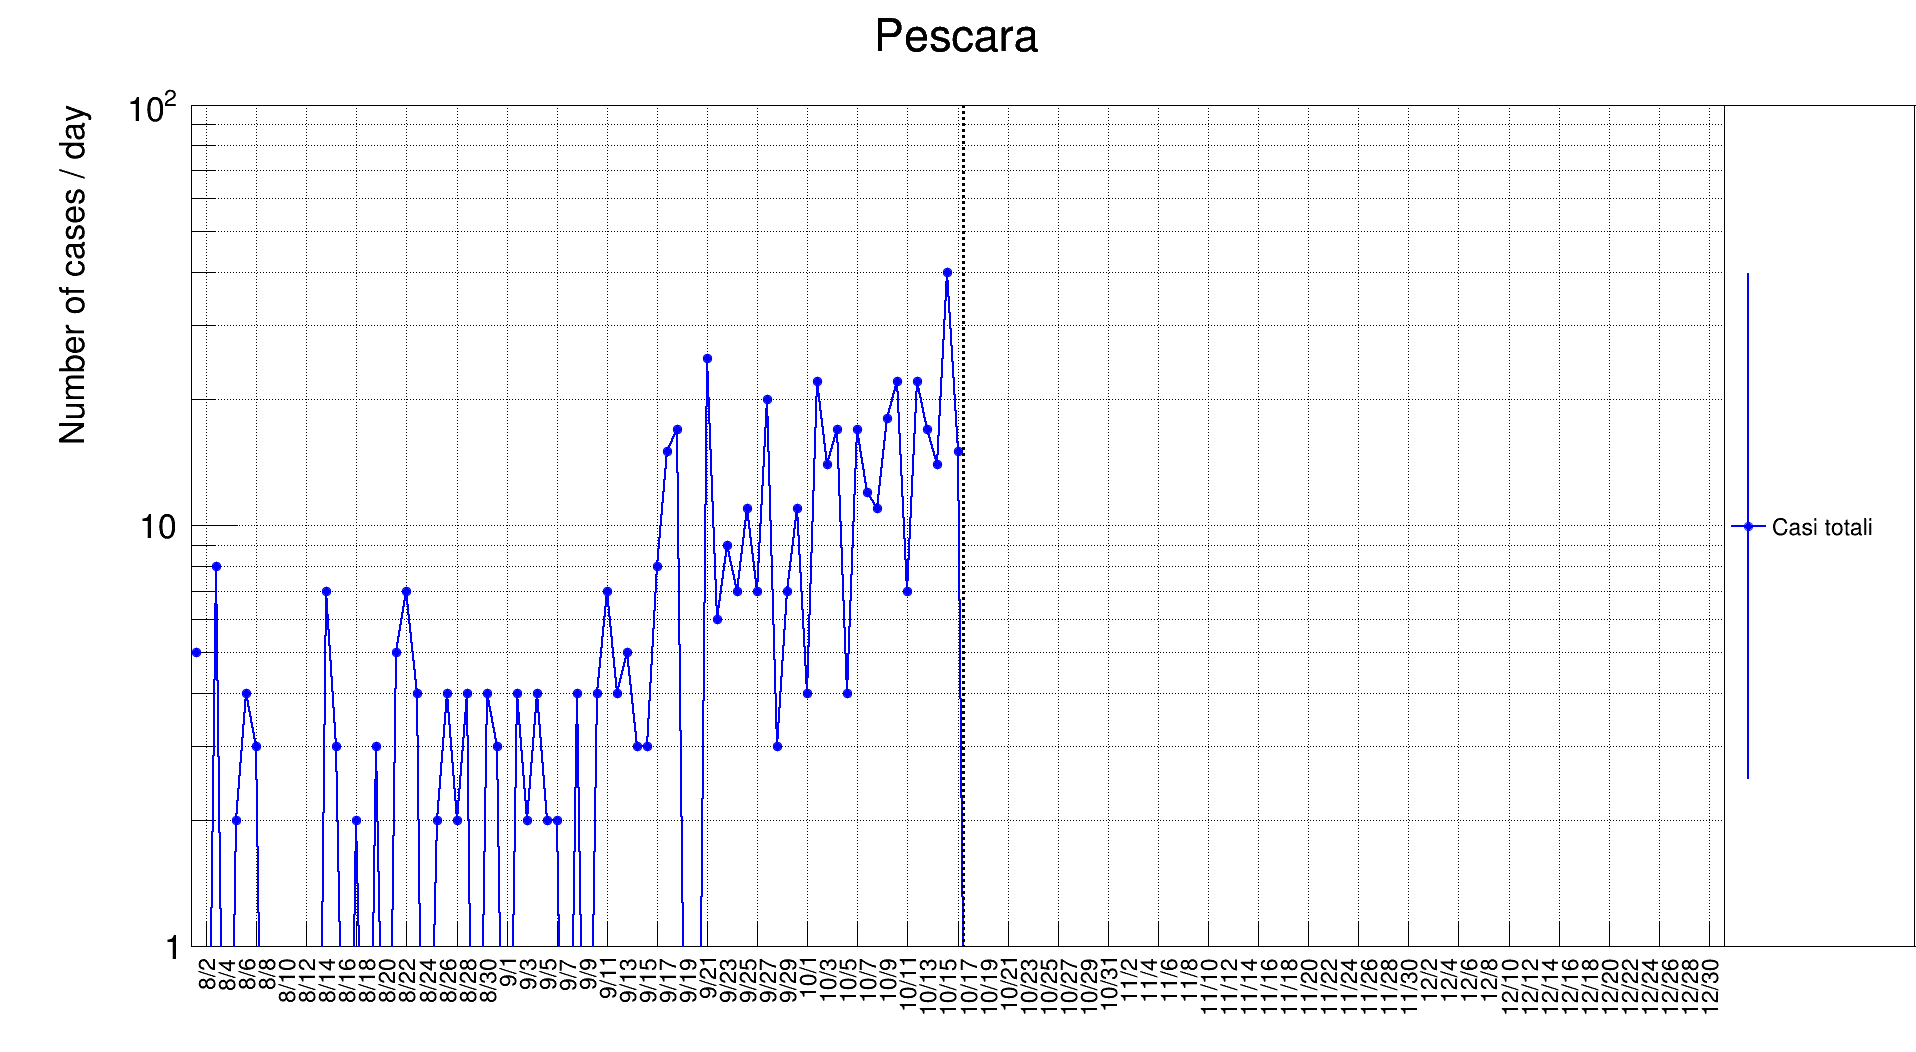 Pescara
Number of cases / day
10²
10
1
8/2 8/4 8/6 8/8 8/10 8/12 8/14 8/16 8/18 8/20 8/22 8/24 8/26 8/28 8/30 9/1 9/3 9/5 9/7 9/9 9/11 9/13 9/15 9/17 9/19 9/21 9/23 9/25 9/27 9/29 10/1 10/3 10/5 10/7 10/9 10/11 10/13 10/15 10/17 10/19 10/21 10/23 10/25 10/27 10/29 10/31 11/2 11/4 11/6 11/8 11/10 11/12 11/14 11/16 11/18 11/20 11/22 11/24 11/26 11/28 11/30 12/2 12/4 12/6 12/8 12/10 12/12 12/14 12/16 12/18 12/20 12/22 12/24 12/26 12/28 12/30
Casi totali